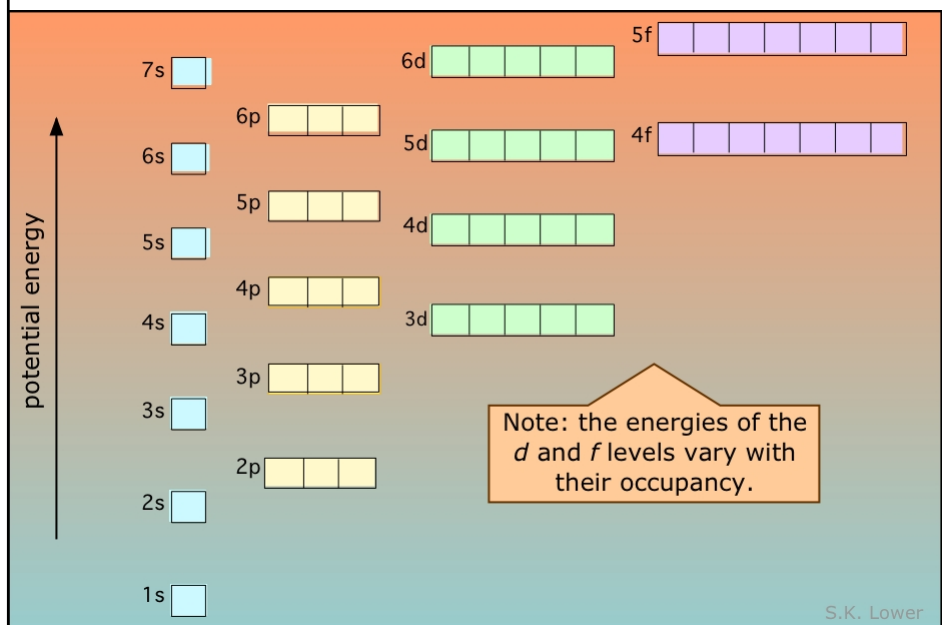 5f
6d
7s
6p
4f
5d
6s
5p
4d
5s
4p
3d
4s
3p
3s
2p
2s
1s
potential energy
Note: the energies of the
d and f levels vary with
their occupancy.
S.K. Lower